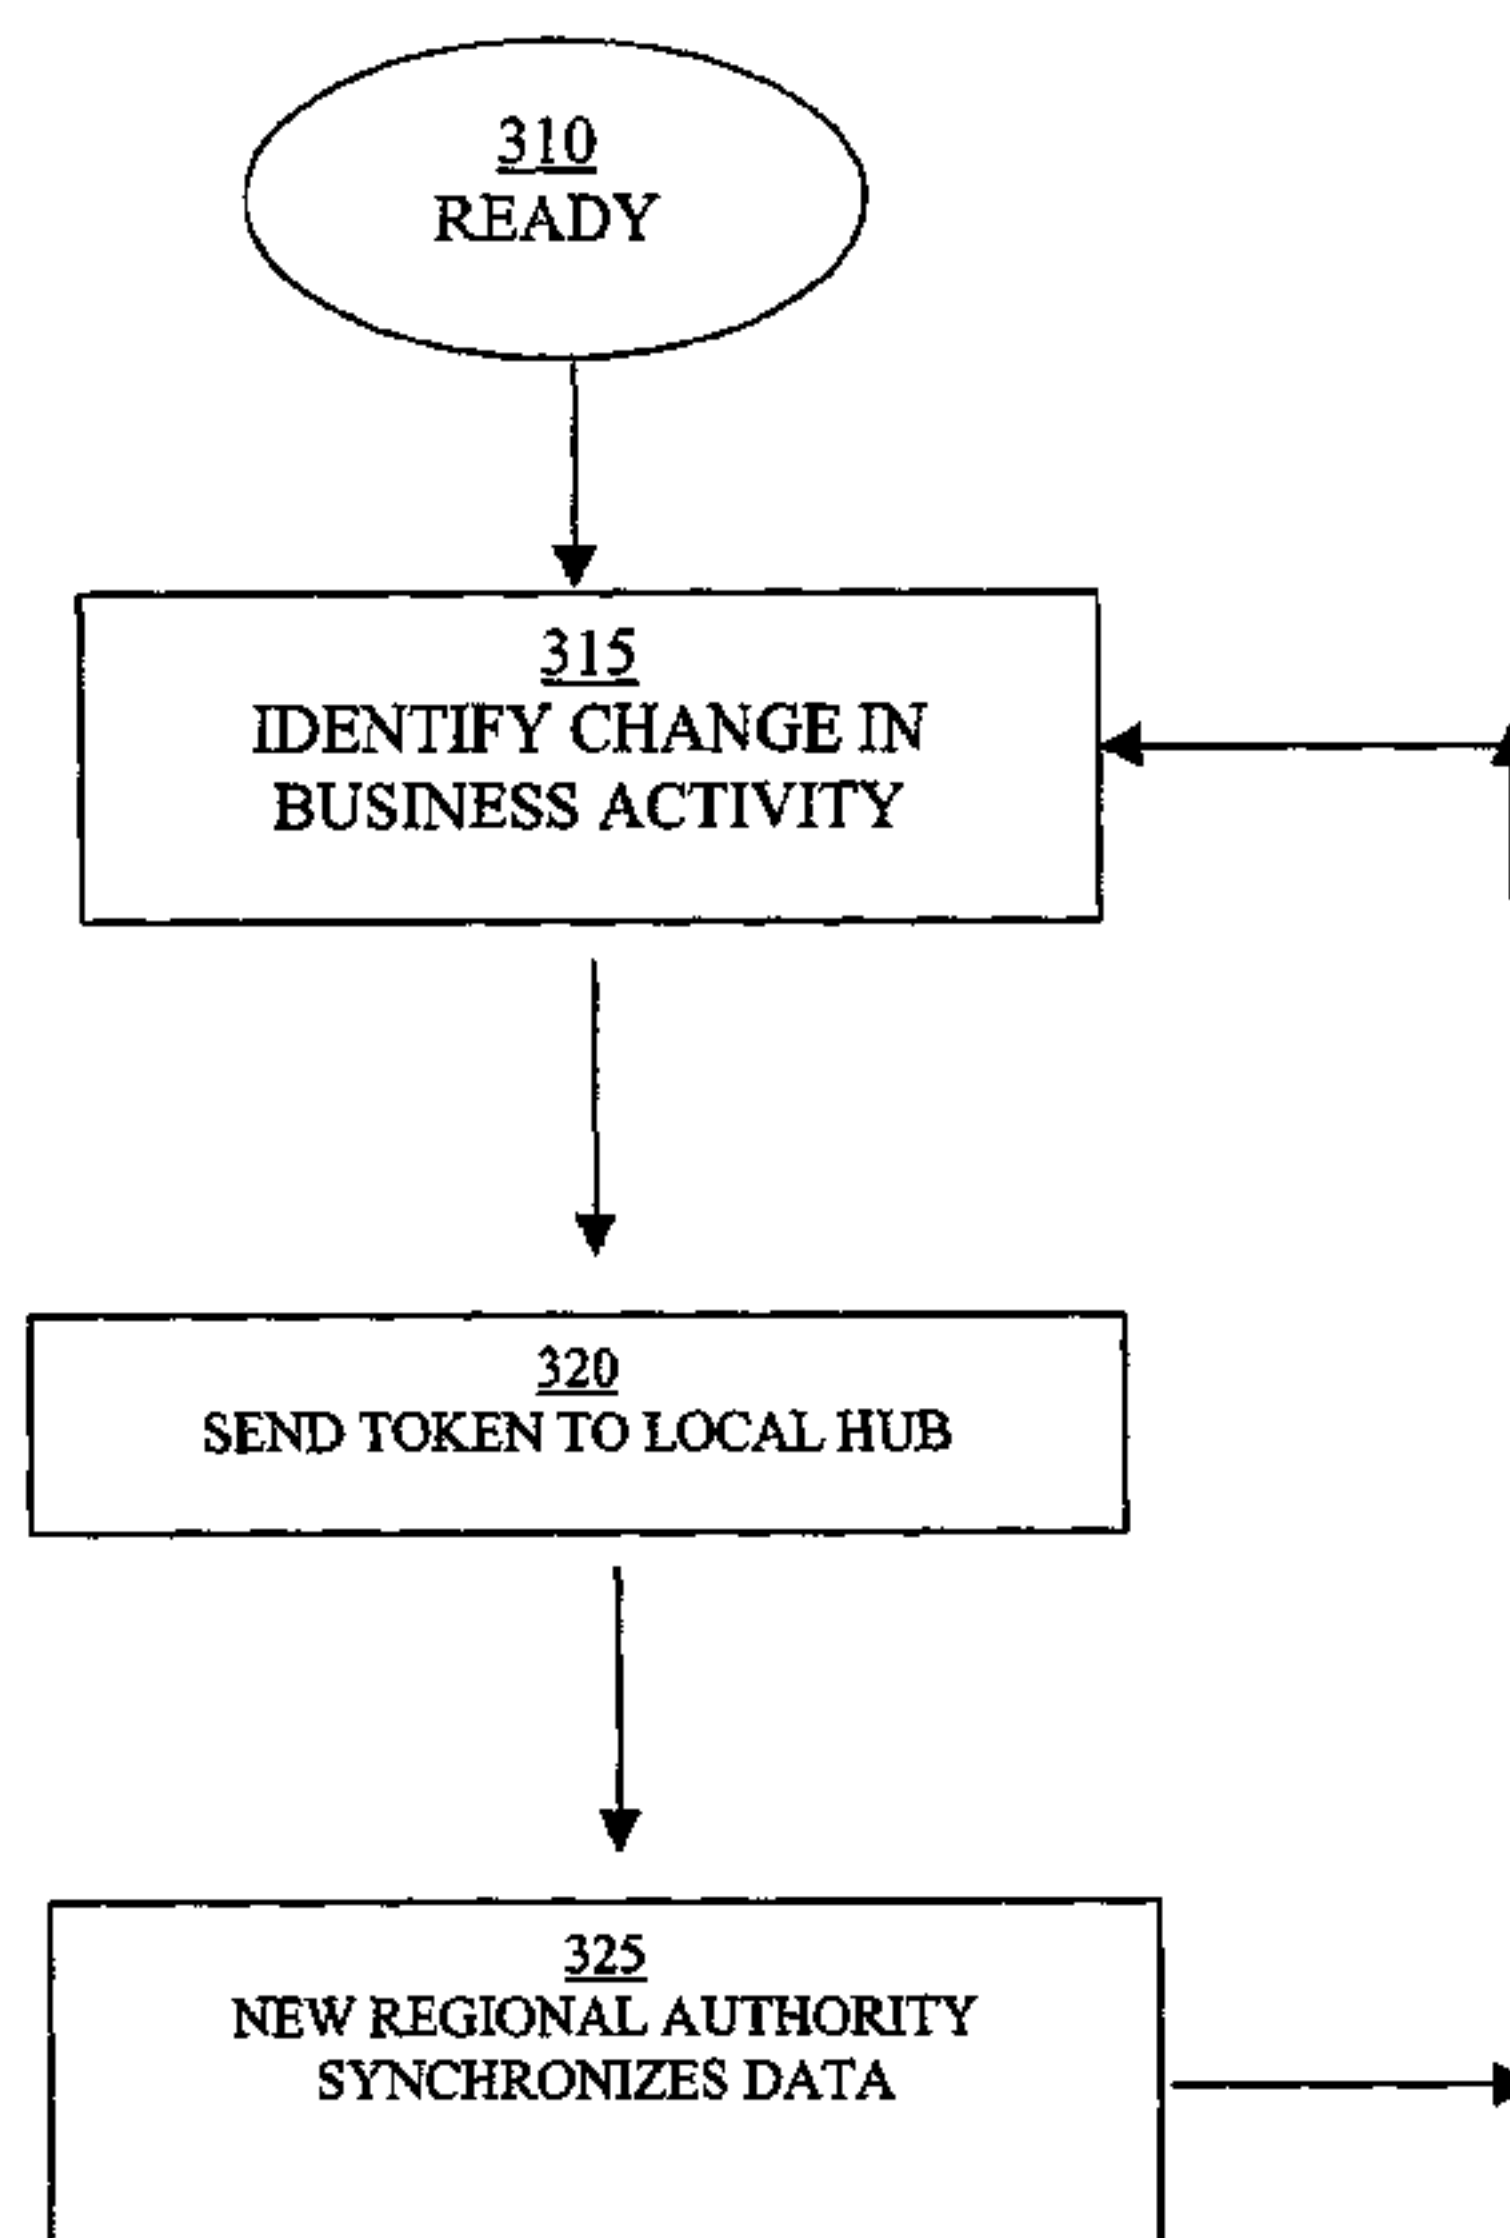 310
READY
315
IDENTIFY CHANGE IN
BUSINESS ACTIVITY
320
SEND TOKEN TO LOCAL HUB
325
NEW REGIONAL AUTHORITY
SYNCHRONIZES DATA